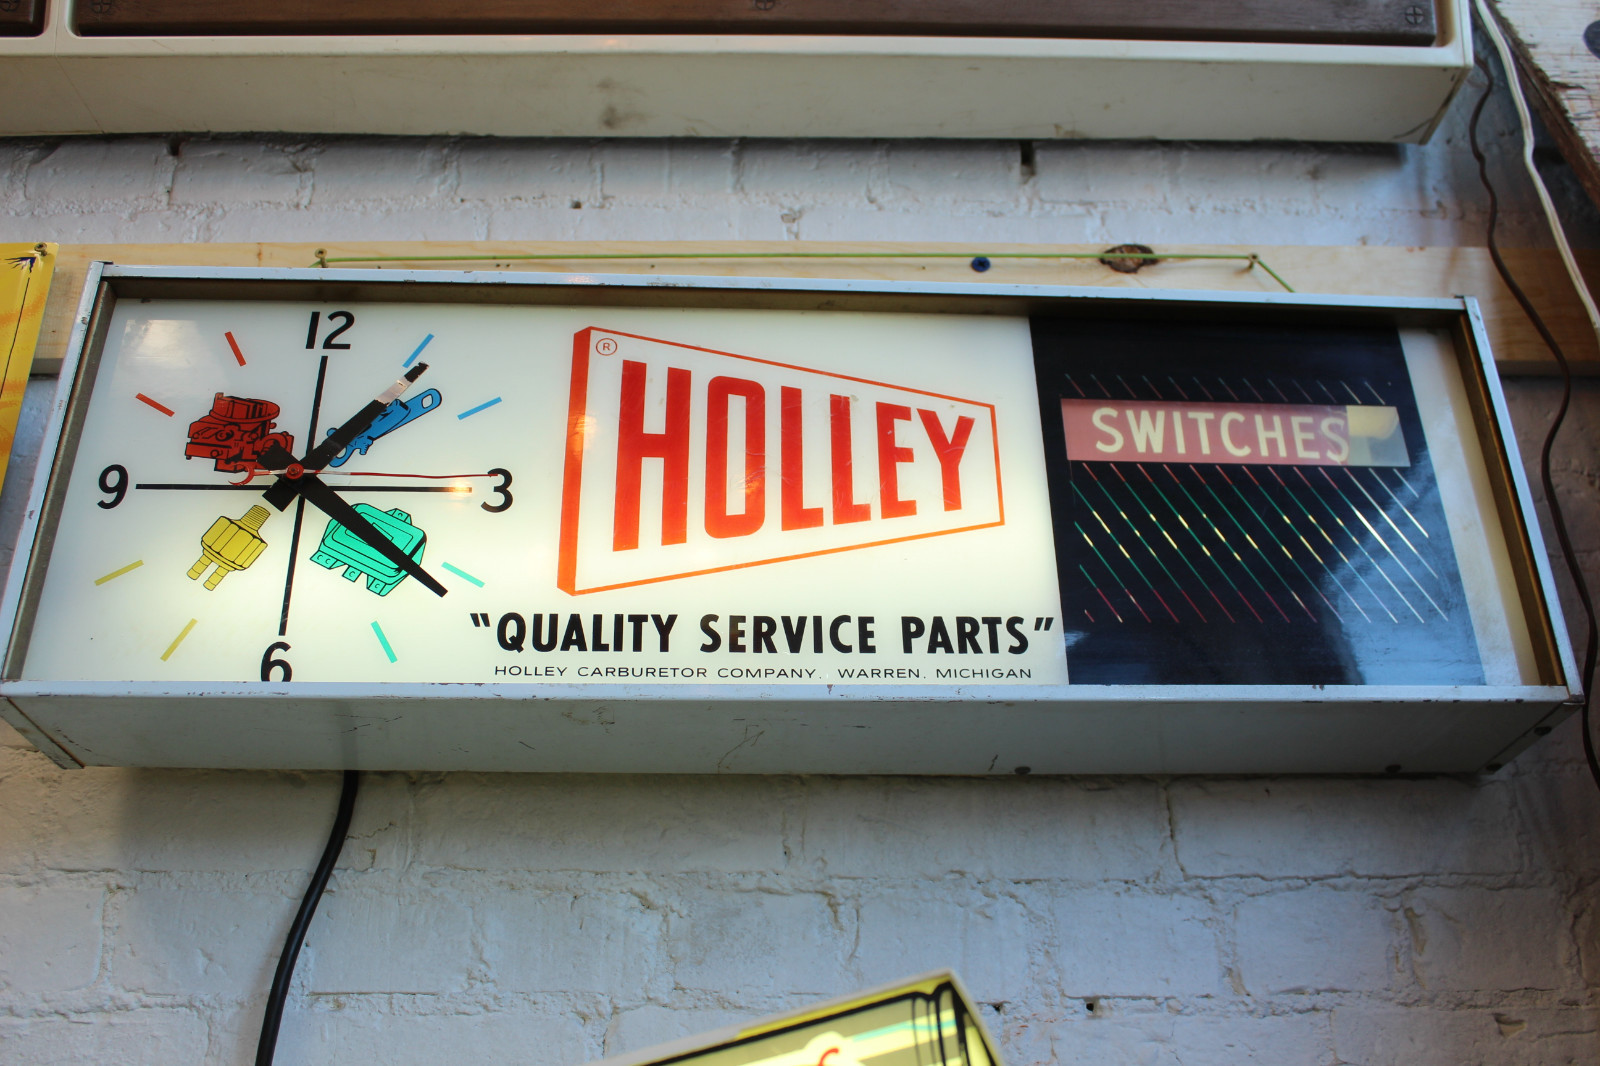 12
9
3
6
®
HOLLEY
"QUALITY SERVICE PARTS"
HOLLEY CARBURETOR COMPANY, WARREN, MICHIGAN
SWITCHES